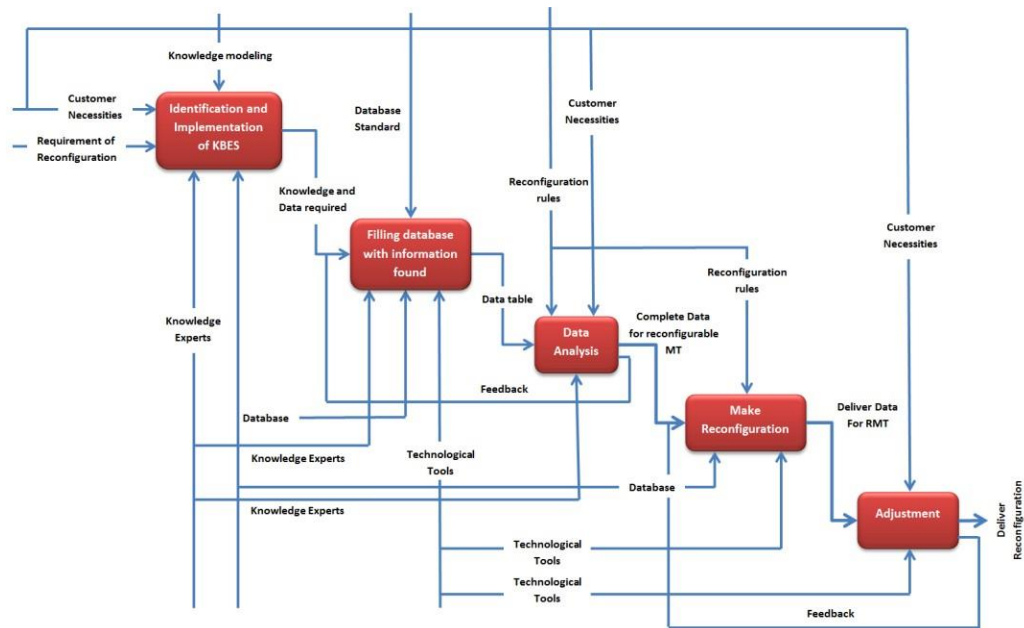 Knowledge modeling
Customer
Necessities
Identification and
Implementation
of KBES
Requirement of
Reconfiguration
Database
Standard
Customer
Necessities
Knowledge and
Data required
Reconfiguration
rules
Filling database
with information
found
Customer
Necessities
Reconfiguration
rules
Data table
Knowledge
Experts
Data
Analysis
Complete Data
for reconfigurable
MT
Feedback
Make
Reconfiguration
Deliver Data
For RMT
Database
Knowledge Experts
Technological
Tools
Database
Knowledge Experts
Adjustment
Deliver
Reconfiguration
Technological
Tools
Technological
Tools
Feedback